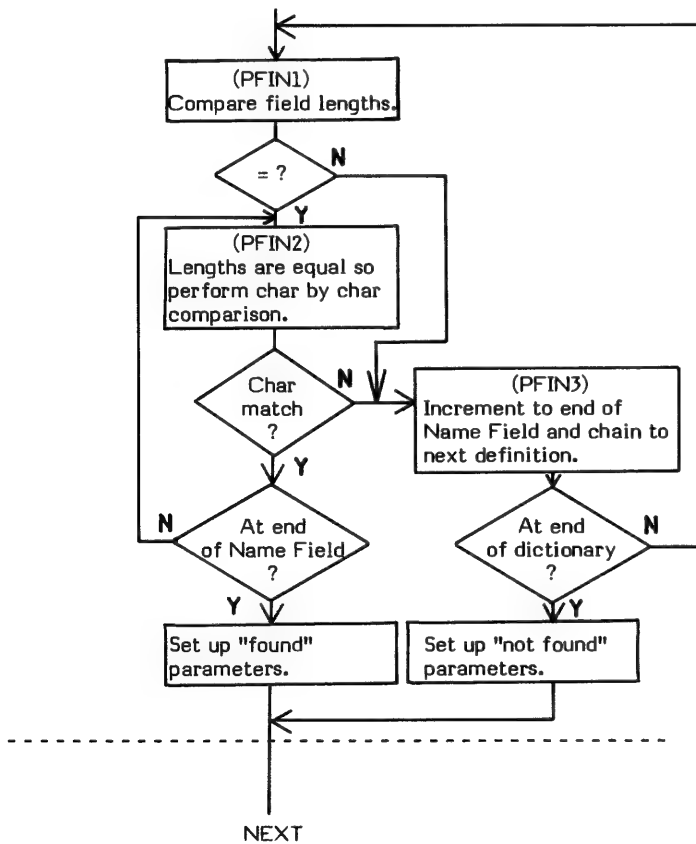 (PFIN1)
Compare field lengths.
N
= ?
Y
(PFIN2)
Lengths are equal so
perform char by char
comparison.
Char
match
?
N
Y
(PFIN3)
Increment to end of
Name Field and chain to
next definition.
N
At end
of Name Field
?
Y
At end
of dictionary
?
N
Y
Set up "found"
parameters.
Set up "not found"
parameters.
NEXT